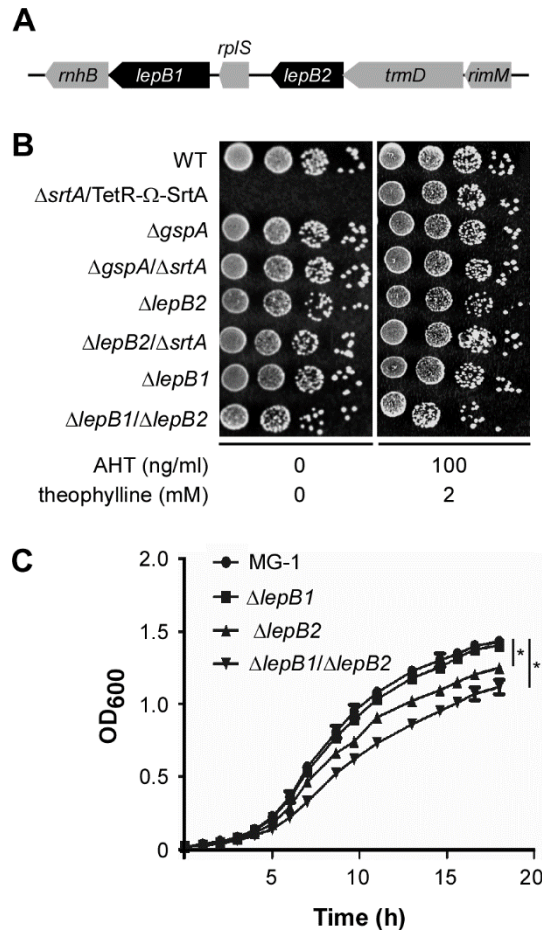 A
rplS
rnhB lepB1 lepB2 trmD rimM
B
WT
ΔsrtA/TetR-Ω-SrtA
ΔgspA
ΔgspA/ΔsrtA
ΔlepB2
ΔlepB2/ΔsrtA
ΔlepB1
ΔlepB1/ΔlepB2
AHT (ng/ml) 0 100
theophylline (mM) 0 2
C
2.0
1.5
1.0
0.5
0
OD600
MG-1
ΔlepB1
ΔlepB2
ΔlepB1/ΔlepB2
*
*
5 10 15 20
Time (h)